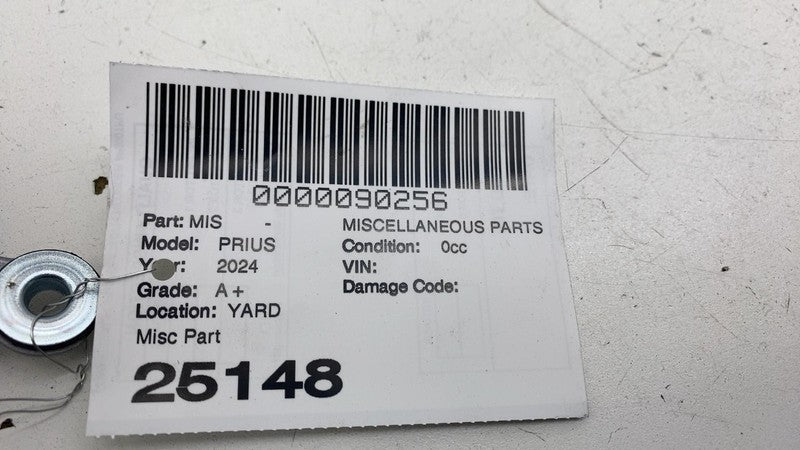 0000090256
Part: MIS - MISCELLANEOUS PARTS
Model: PRIUS Condition: 0cc
Year: 2024 VIN:
Grade: A+ Damage Code:
Location: YARD
Misc Part
25148